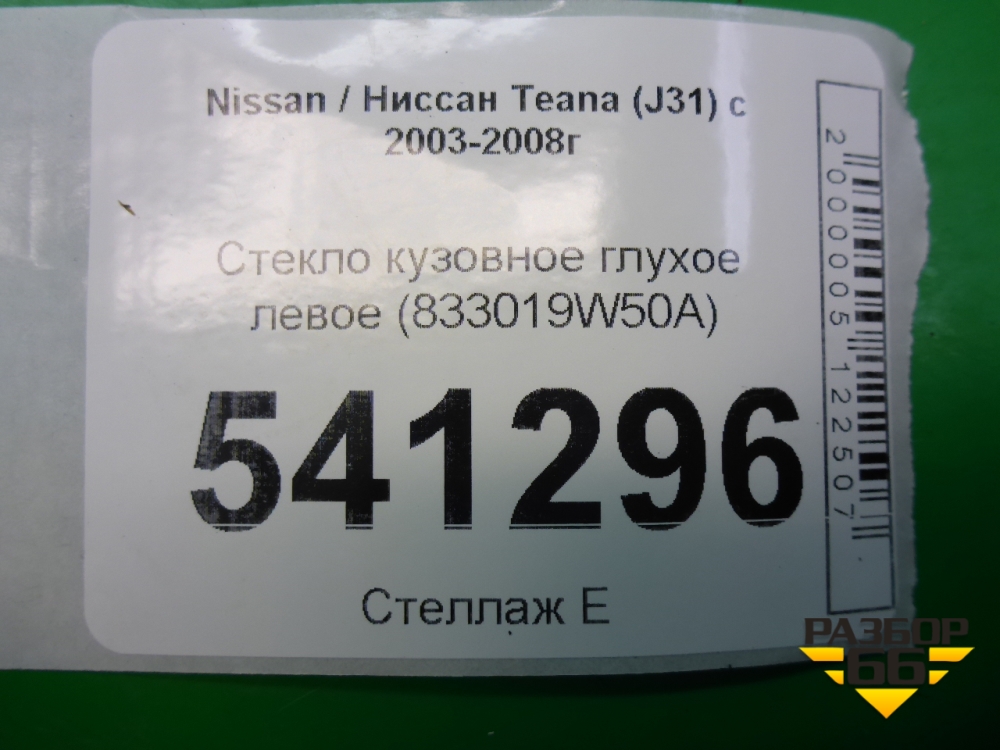 Nissan / Ниссан Teana (J31) с
2003-2008г
Стекло кузовное глухое
левое (833019W50A)
541296
Стеллаж Е
2000005122507
РАЗБОР
66